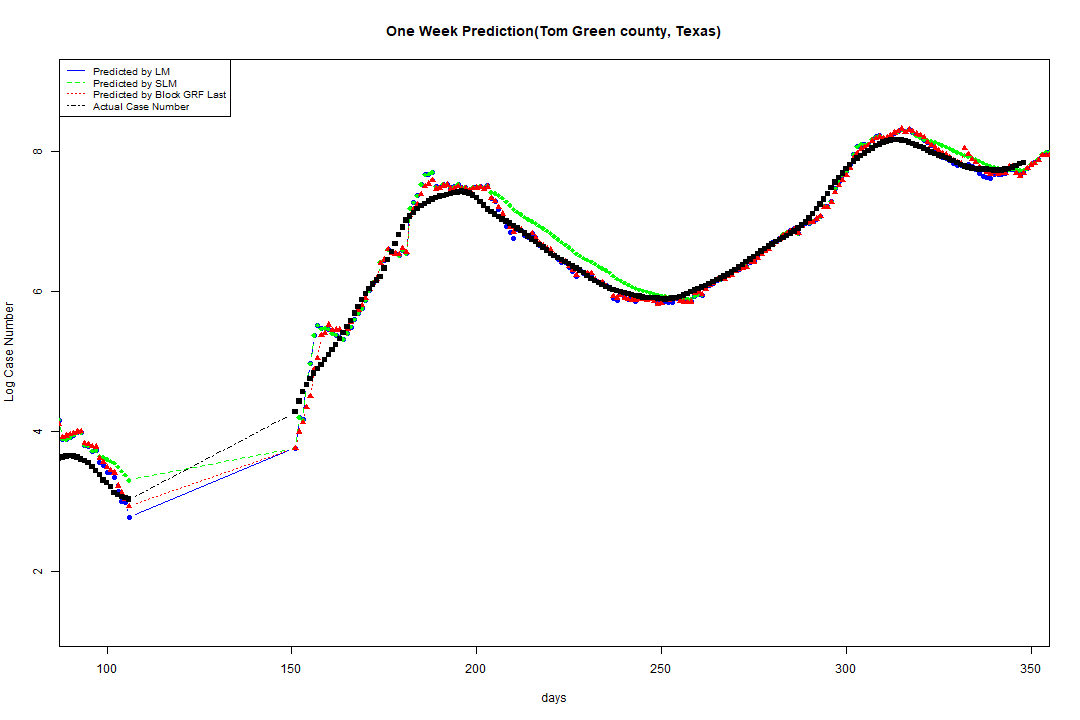 One Week Prediction(Tom Green county, Texas)
Predicted by LM
Predicted by SLM
Predicted by Block GRF Last
Actual Case Number
8
6
4
2
Log Case Number
100 150 200 250 300 350
days